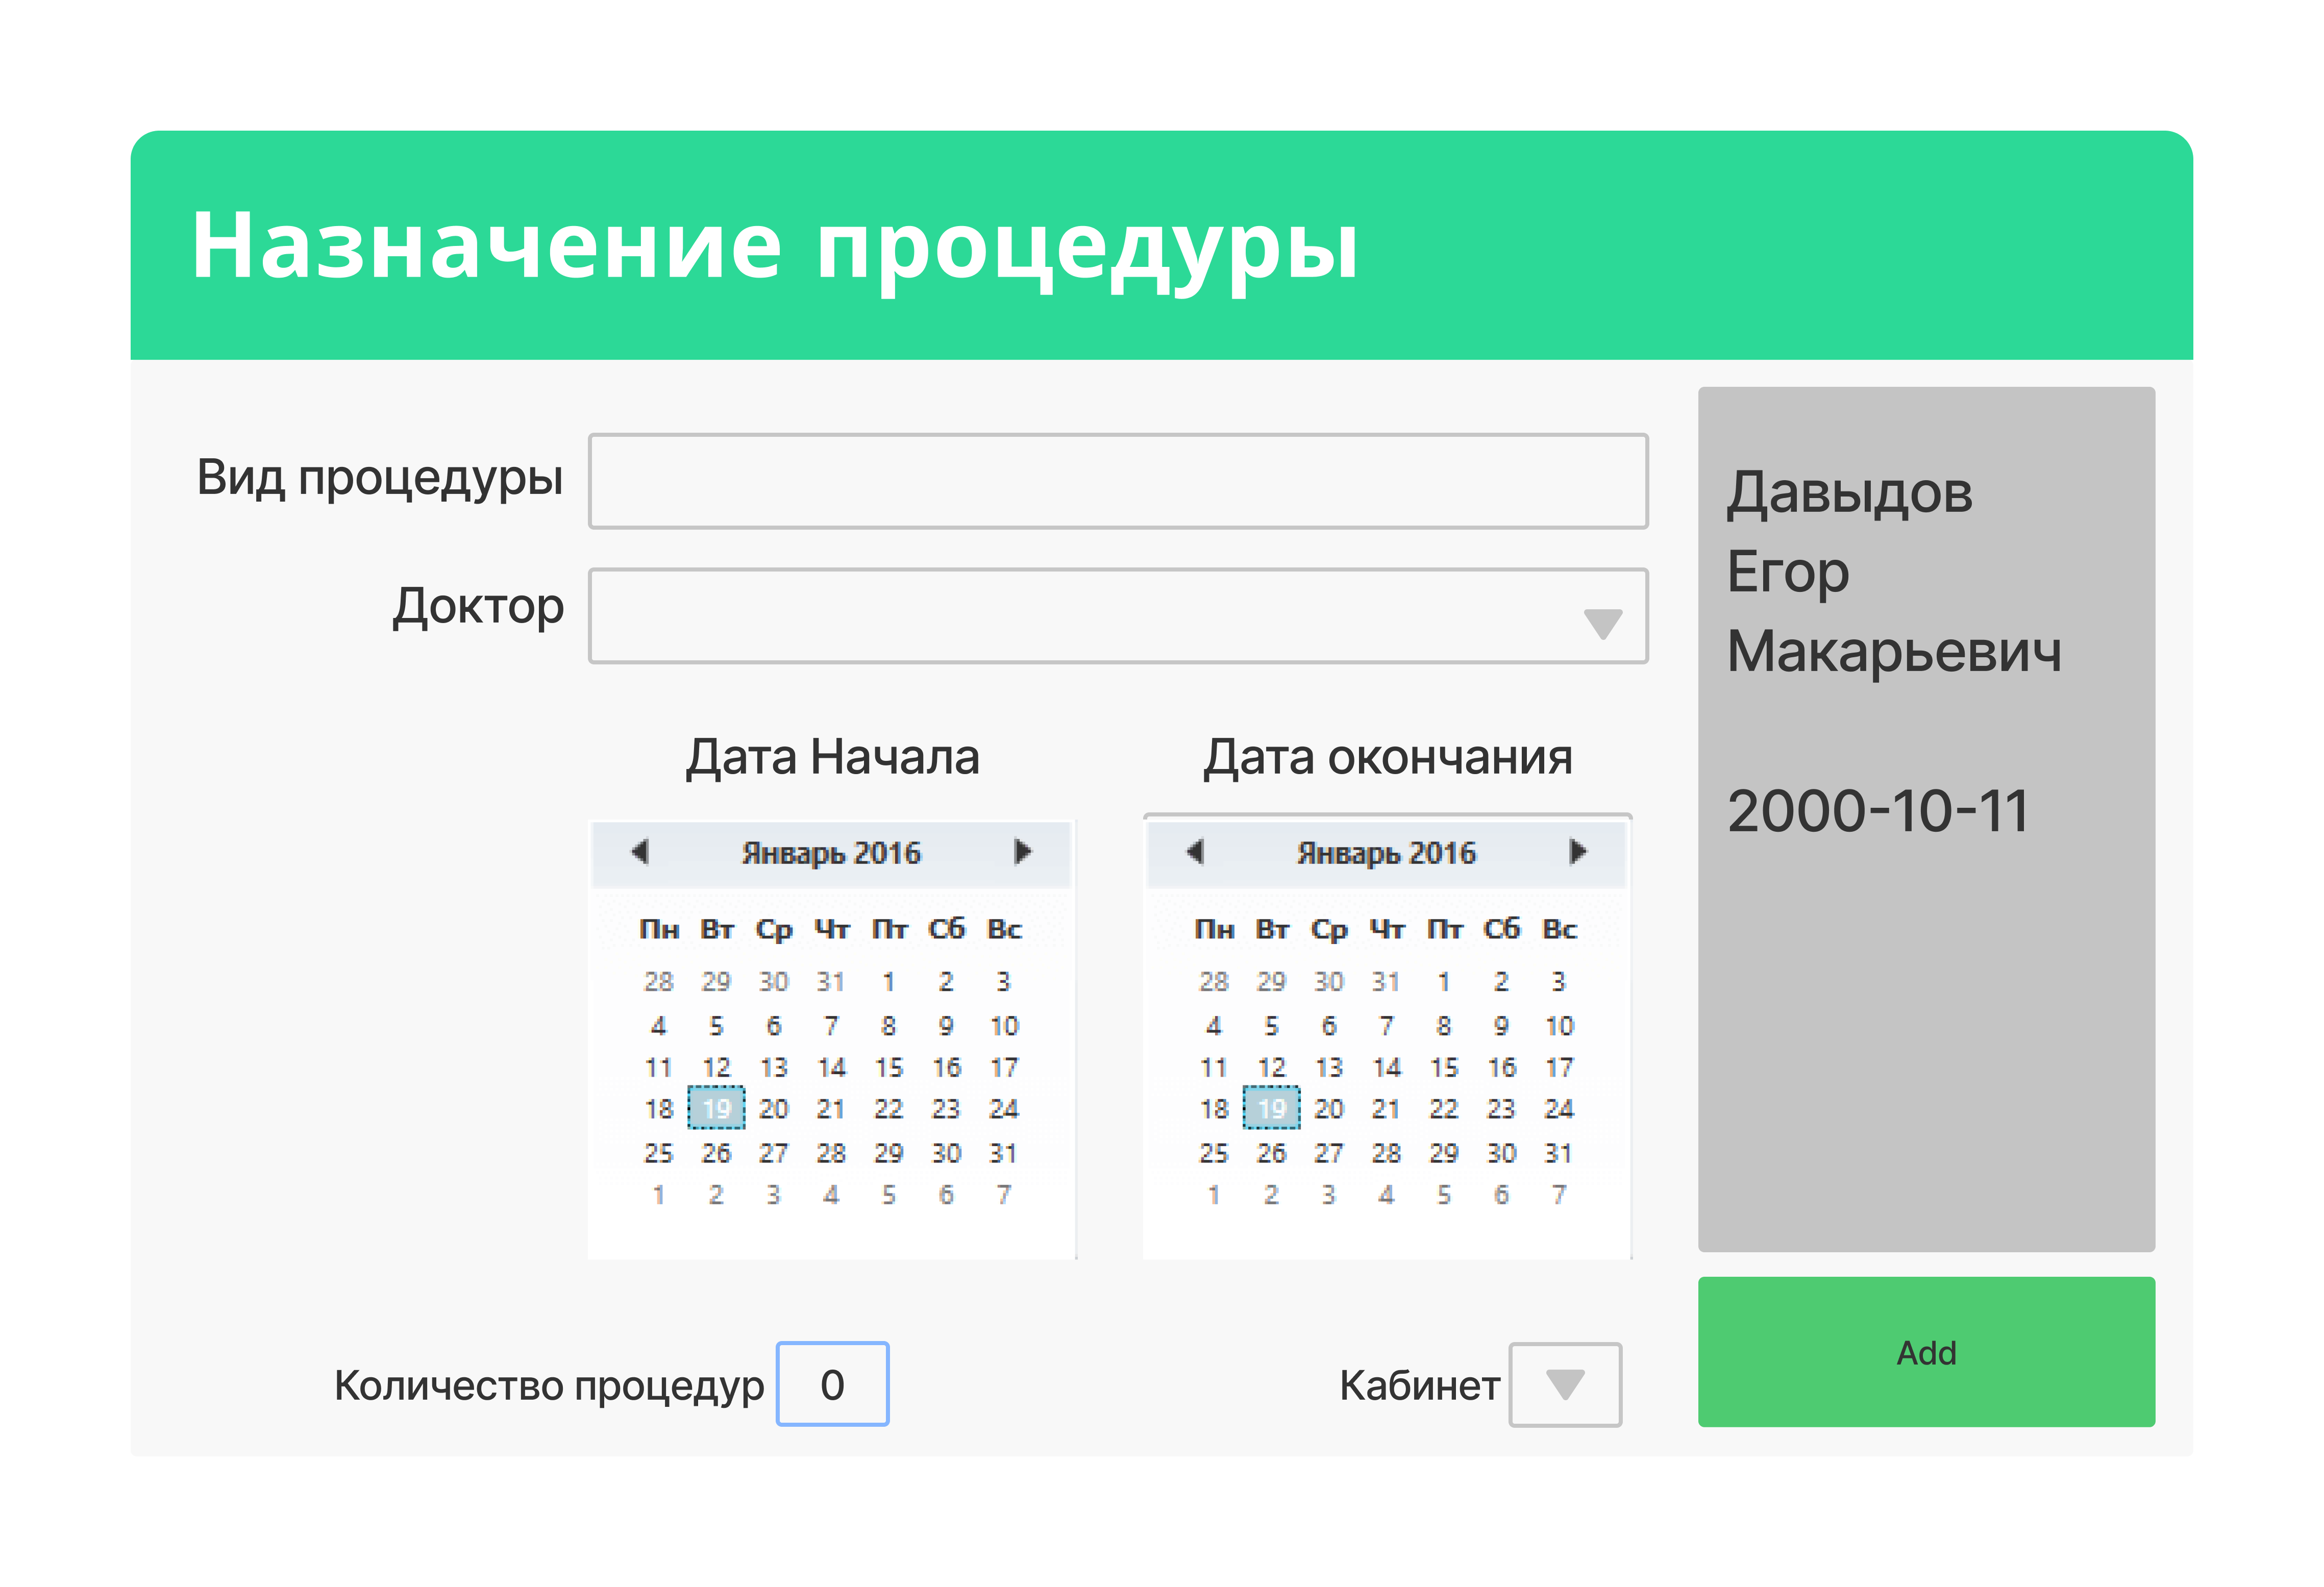 Назначение процедуры
Вид процедуры
Доктор
Дата Начала
Январь 2016
Пн Вт Ср Чт Пт Сб Вс
28 29 30 31 1 2 3
4 5 6 7 8 9 10
11 12 13 14 15 16 17
18 19 20 21 22 23 24
25 26 27 28 29 30 31
1 2 3 4 5 6 7
Дата окончания
Январь 2016
Пн Вт Ср Чт Пт Сб Вс
28 29 30 31 1 2 3
4 5 6 7 8 9 10
11 12 13 14 15 16 17
18 19 20 21 22 23 24
25 26 27 28 29 30 31
1 2 3 4 5 6 7
Количество процедур 0
Кабинет
Давыдов
Егор
Макарьевич
2000-10-11
Add